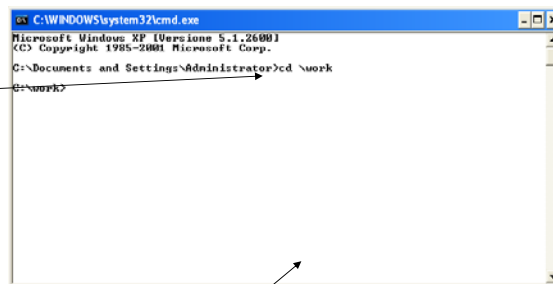 C:\WINDOWS\system32\cmd.exe
Microsoft Windows XP [Versione 5.1.2600]
(C) Copyright 1985-2001 Microsoft Corp.
C:\Documents and Settings\Administrator>cd \work
C:\work>